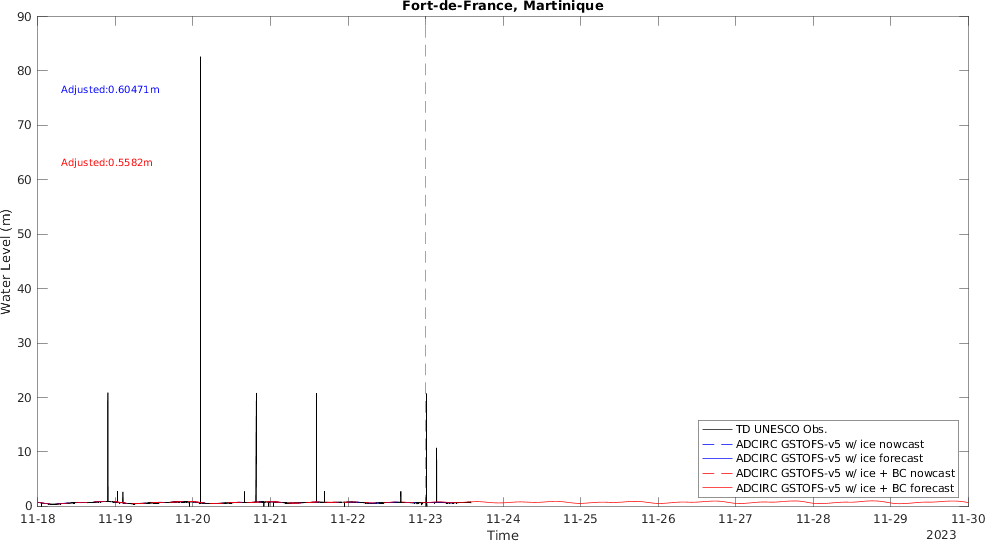 Fort-de-France, Martinique
90
80
70
60
50
40
30
20
10
0
Water Level (m)
Adjusted:0.60471m
Adjusted:0.5582m
TD UNESCO Obs.
ADCIRC GSTOFS-v5 w/ ice nowcast
ADCIRC GSTOFS-v5 w/ ice forecast
ADCIRC GSTOFS-v5 w/ ice + BC nowcast
ADCIRC GSTOFS-v5 w/ ice + BC forecast
11-18 11-19 11-20 11-21 11-22 11-23 11-24 11-25 11-26 11-27 11-28 11-29 11-30
Time
2023